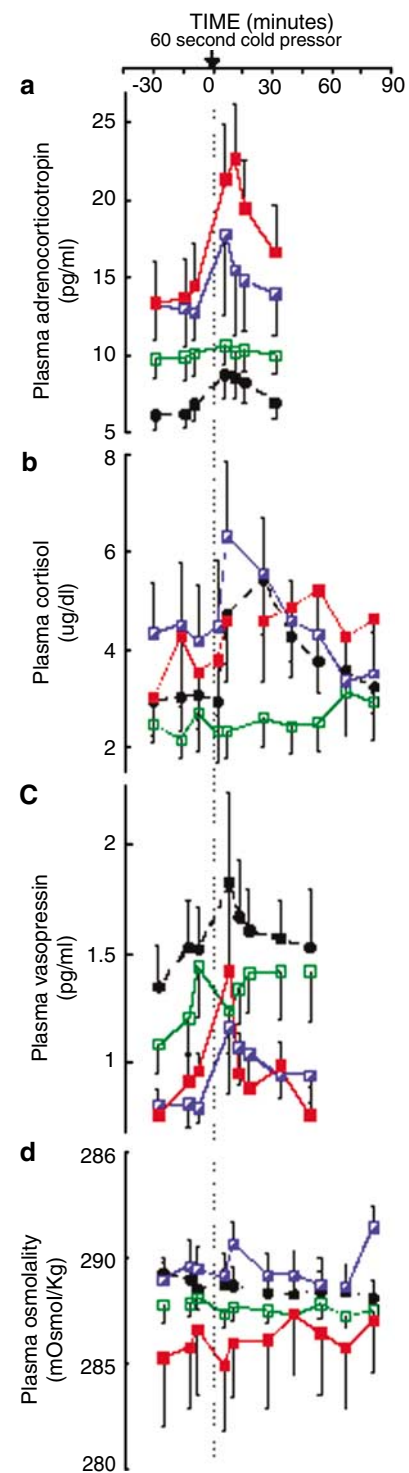 TIME (minutes)
60 second cold pressor
-30 0 30 60 90
a
Plasma adrenocorticotropin
(pg/ml)
25
20
15
10
5
b
Plasma cortisol
(ug/dl)
8
6
4
2
C
Plasma vasopressin
(pg/ml)
2
1.5
1
d
Plasma osmolality
(mOsmol/Kg)
286
290
285
280